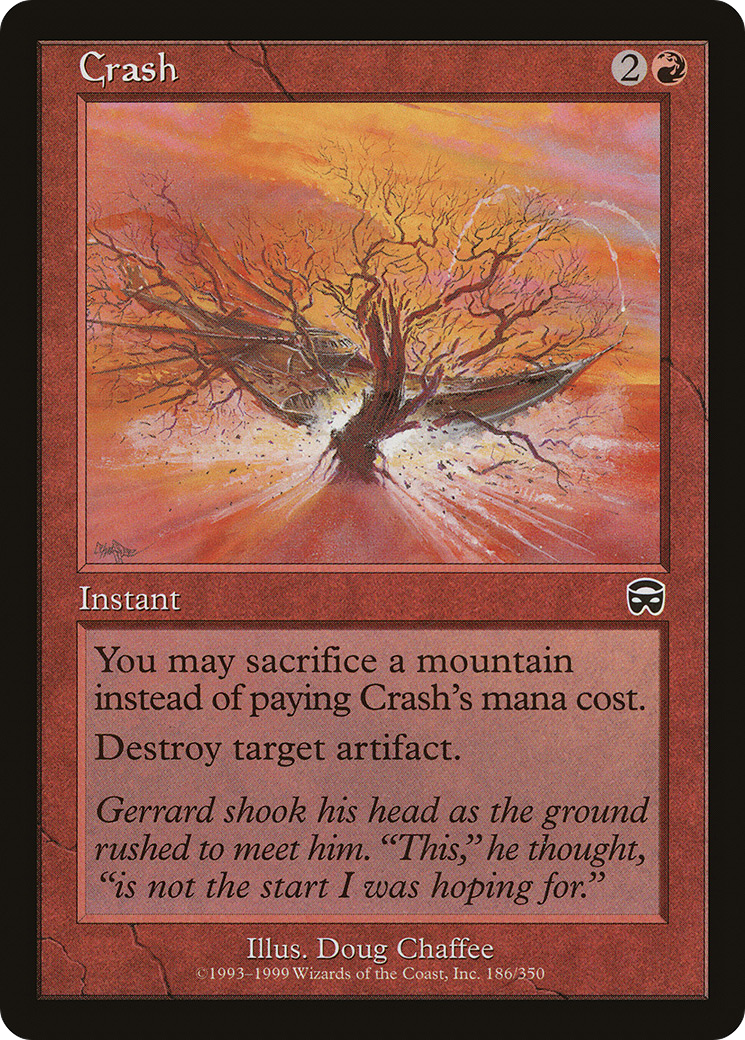 Crash
2
Instant
You may sacrifice a mountain
instead of paying Crash's mana cost.
Destroy target artifact.
Gerrard shook his head as the ground
rushed to meet him. “This,” he thought,
“is not the start I was hoping for.”
Illus. Doug Chaffee
©1993–1999 Wizards of the Coast, Inc. 186/350